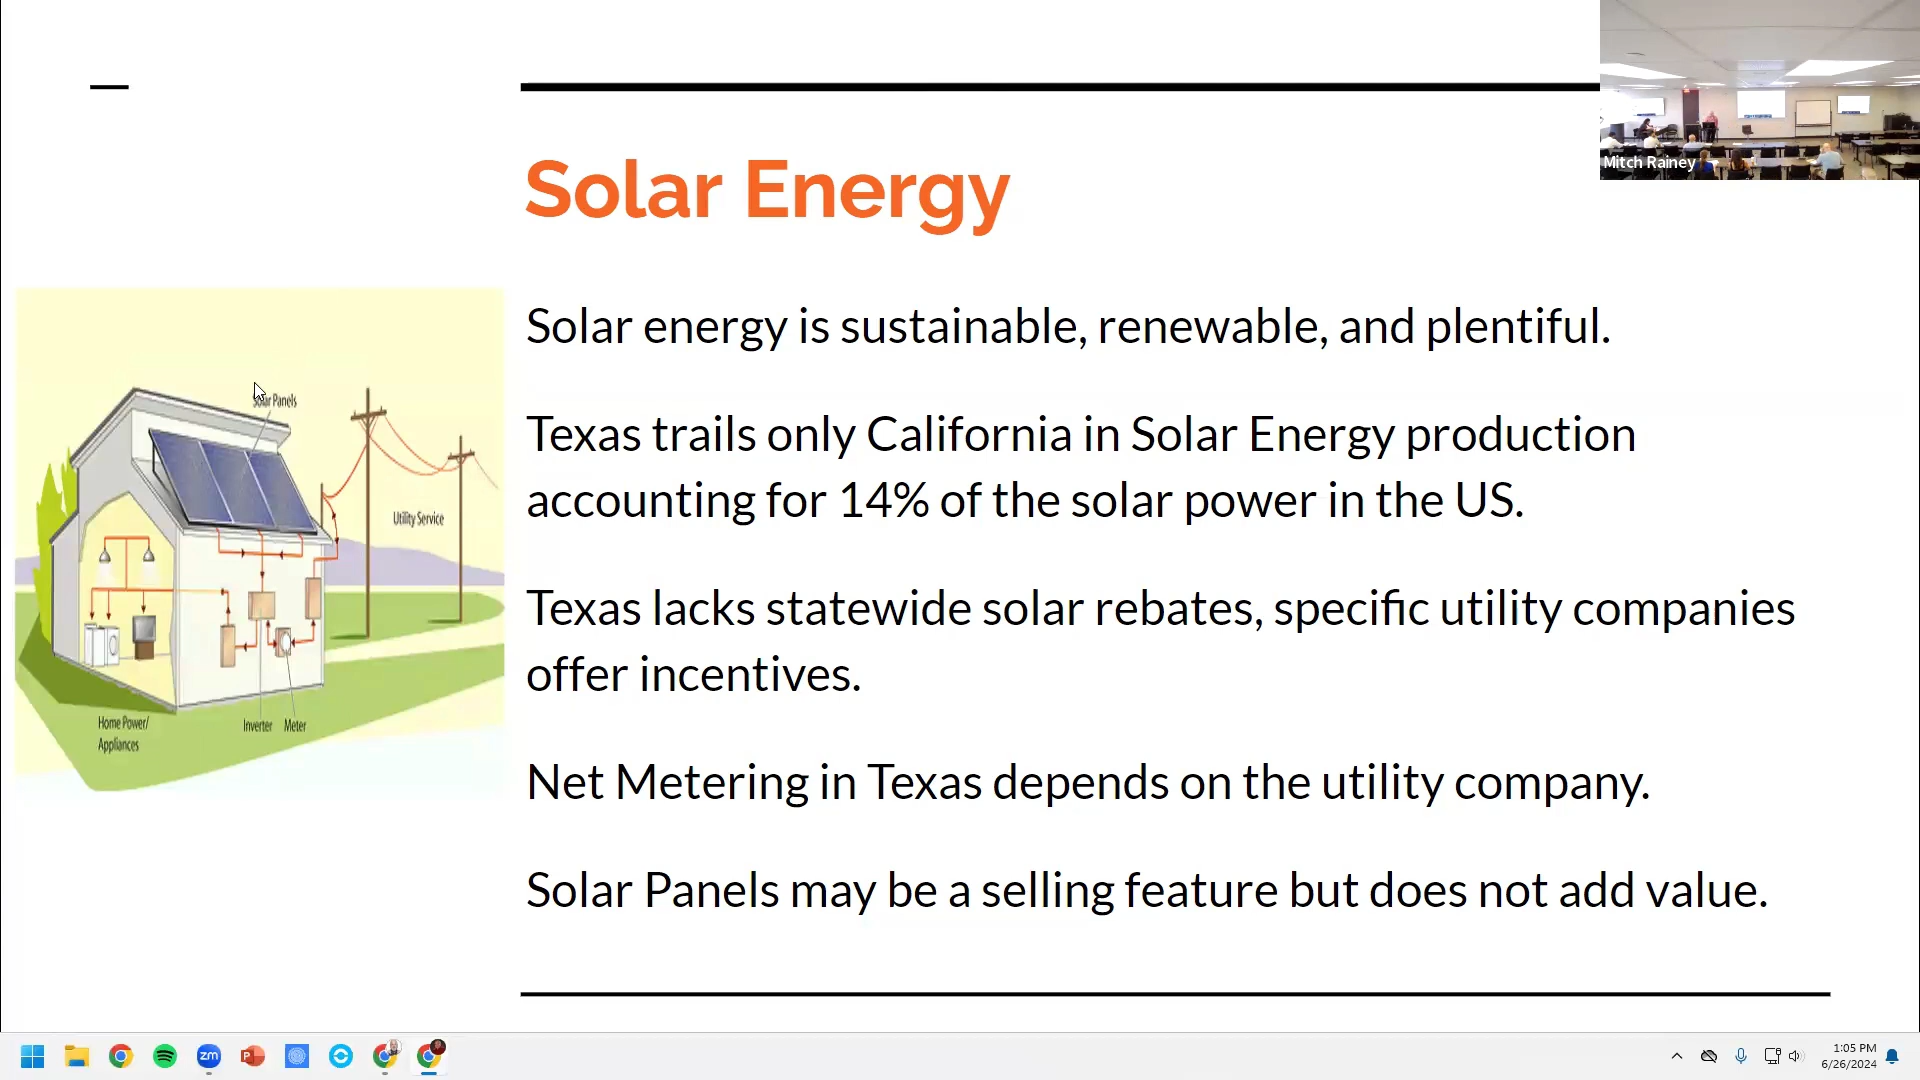 Mitch Rainey
Solar Energy
Solar energy is sustainable, renewable, and plentiful.
Texas trails only California in Solar Energy production
accounting for 14% of the solar power in the US.
Texas lacks statewide solar rebates, specific utility companies
offer incentives.
Net Metering in Texas depends on the utility company.
Solar Panels may be a selling feature but does not add value.
Solar Panels
Utility Service
Home Power/
Appliances
Inverter
Meter
zm
P
1:05 PM
6/26/2024